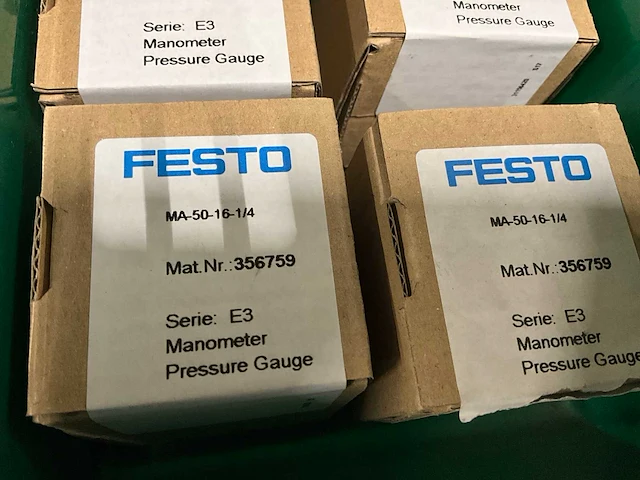 Serie: E3
Manometer
Pressure Gauge
Manometer
Pressure Gauge
FESTO
MA-50-16-1/4
Mat.Nr.:356759
Serie: E3
Manometer
Pressure Gauge
FESTO
MA-50-16-1/4
Mat.Nr.:356759
Serie: E3
Manometer
Pressure Gauge